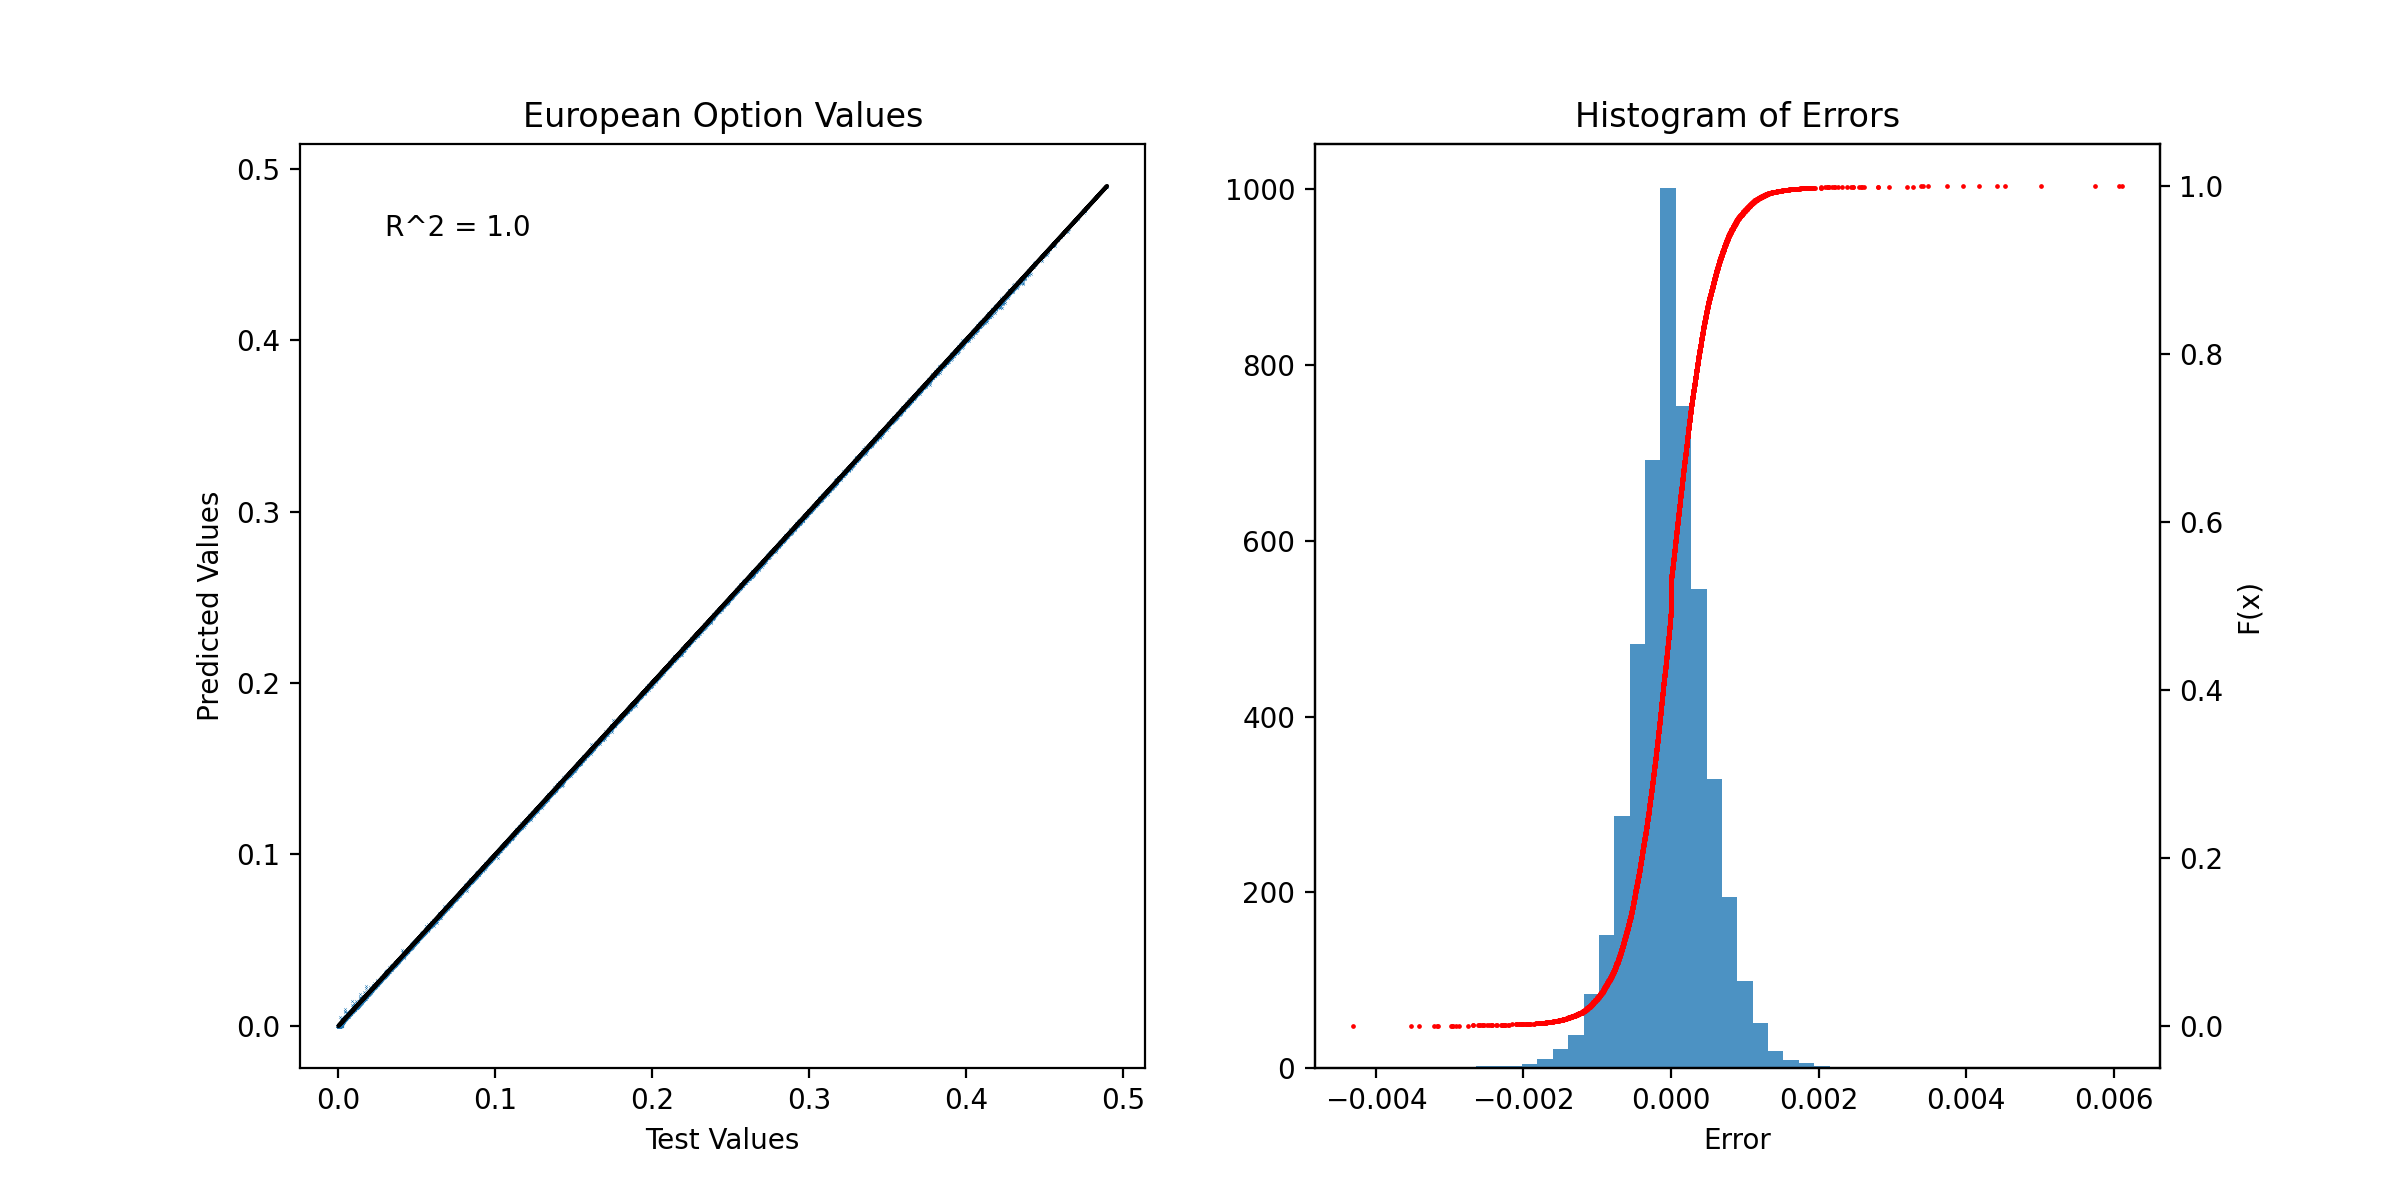 European Option Values
R^2 = 1.0
0.5
0.4
0.3
0.2
0.1
0.0
Predicted Values
0.0 0.1 0.2 0.3 0.4 0.5
Test Values
Histogram of Errors
1000
800
600
400
200
0
1.0
0.8
0.6
0.4
0.2
0.0
F(x)
−0.004 −0.002 0.000 0.002 0.004 0.006
Error